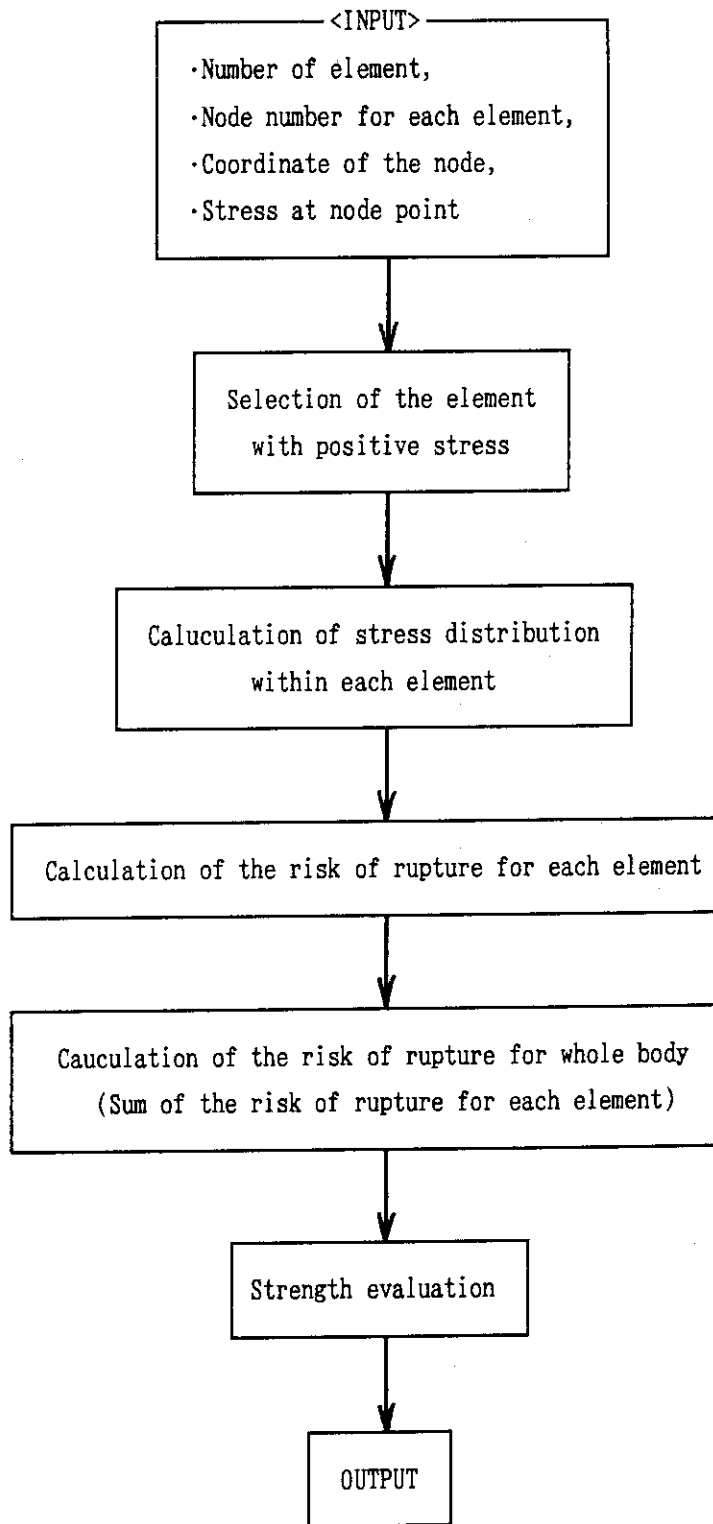 <INPUT>
·Number of element,
·Node number for each element,
·Coordinate of the node,
·Stress at node point
Selection of the element
with positive stress
Caluculation of stress distribution
within each element
Calculation of the risk of rupture for each element
Cauculation of the risk of rupture for whole body
(Sum of the risk of rupture for each element)
Strength evaluation
OUTPUT